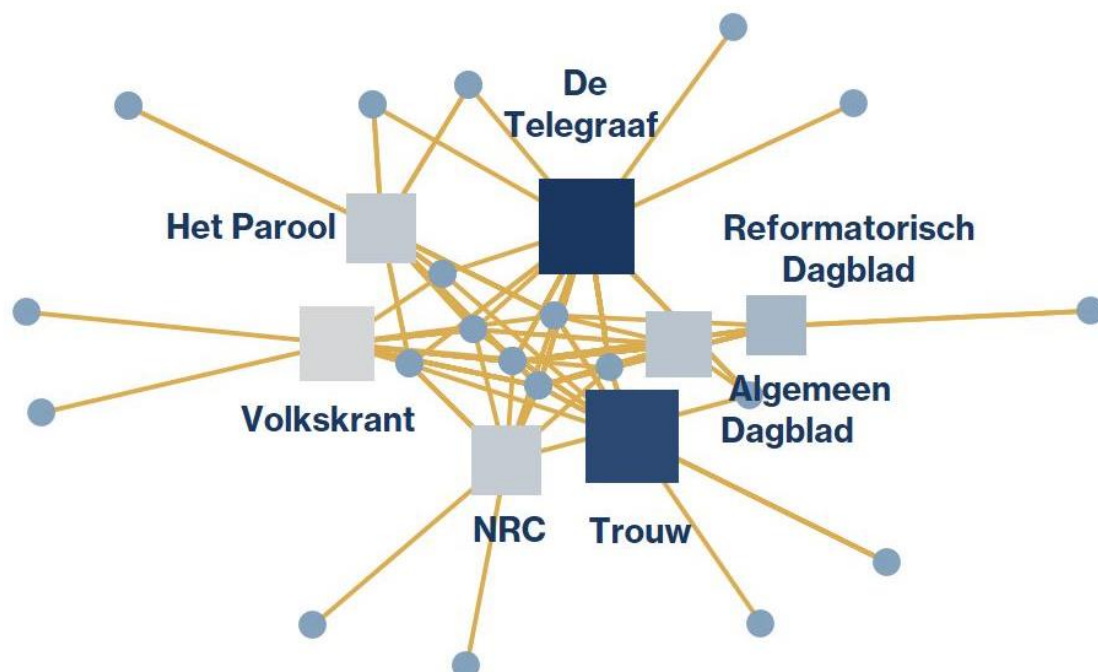 De
Telegraaf
Het Parool
Reformatorisch
Dagblad
Volkskrant
Algemeen
Dagblad
NRC
Trouw